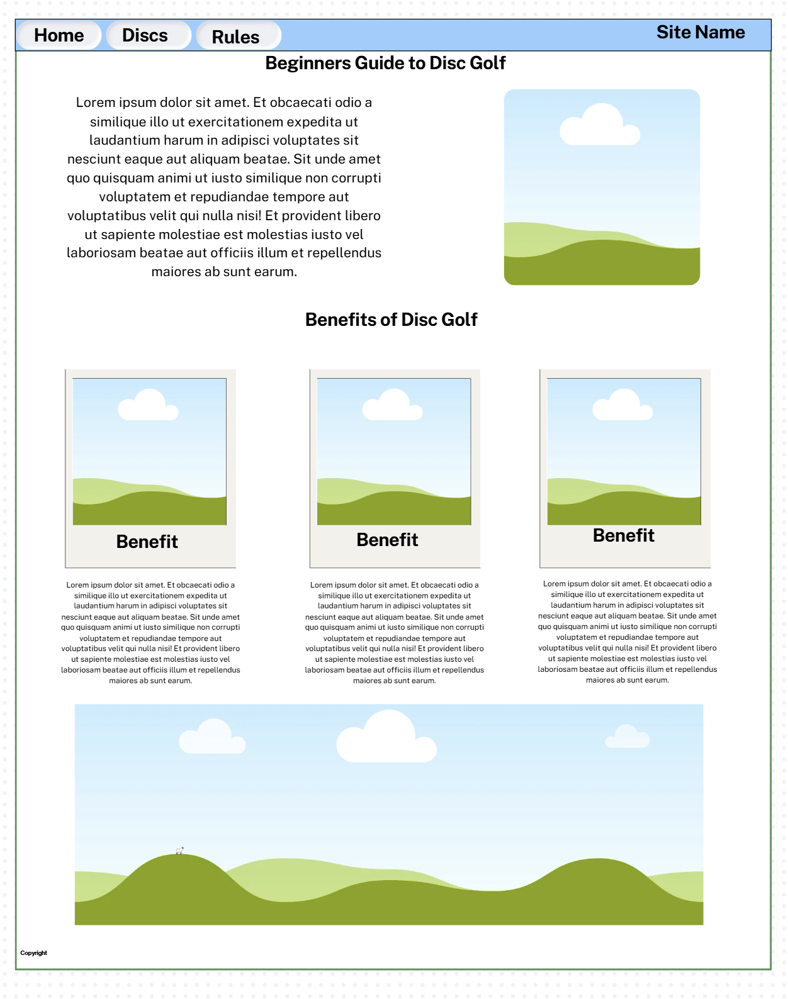 Home Discs Rules Site Name
Beginners Guide to Disc Golf
Lorem ipsum dolor sit amet. Et obcaecati odio a
similique illo ut exercitationem expedita ut
laudantium harum in adipisci voluptates sit
nesciunt eaque aut aliquam beatae. Sit unde amet
quo quisquam animi ut iusto similique non corrupti
voluptatem et repudiandae tempore aut
voluptatibus velit qui nulla nisi! Et provident libero
ut sapiente molestiae est molestias iusto vel
laboriosam beatae aut officiis illum et repellendus
maiores ab sunt earum.
Benefits of Disc Golf
Benefit
Lorem ipsum dolor sit amet. Et obcaecati odio a
similique illo ut exercitationem expedita ut
laudantium harum in adipisci voluptates sit
nesciunt eaque aut aliquam beatae. Sit unde amet
quo quisquam animi ut iusto similique non corrupti
voluptatem et repudiandae tempore aut
voluptatibus velit qui nulla nisi! Et provident libero
ut sapiente molestiae est molestias iusto vel
laboriosam beatae aut officiis illum et repellendus
maiores ab sunt earum.
Benefit
Lorem ipsum dolor sit amet. Et obcaecati odio a
similique illo ut exercitationem expedita ut
laudantium harum in adipisci voluptates sit
nesciunt eaque aut aliquam beatae. Sit unde amet
quo quisquam animi ut iusto similique non corrupti
voluptatem et repudiandae tempore aut
voluptatibus velit qui nulla nisi! Et provident libero
ut sapiente molestiae est molestias iusto vel
laboriosam beatae aut officiis illum et repellendus
maiores ab sunt earum.
Benefit
Lorem ipsum dolor sit amet. Et obcaecati odio a
similique illo ut exercitationem expedita ut
laudantium harum in adipisci voluptates sit
nesciunt eaque aut aliquam beatae. Sit unde amet
quo quisquam animi ut iusto similique non corrupti
voluptatem et repudiandae tempore aut
voluptatibus velit qui nulla nisi! Et provident libero
ut sapiente molestiae est molestias iusto vel
laboriosam beatae aut officiis illum et repellendus
maiores ab sunt earum.
Copyright